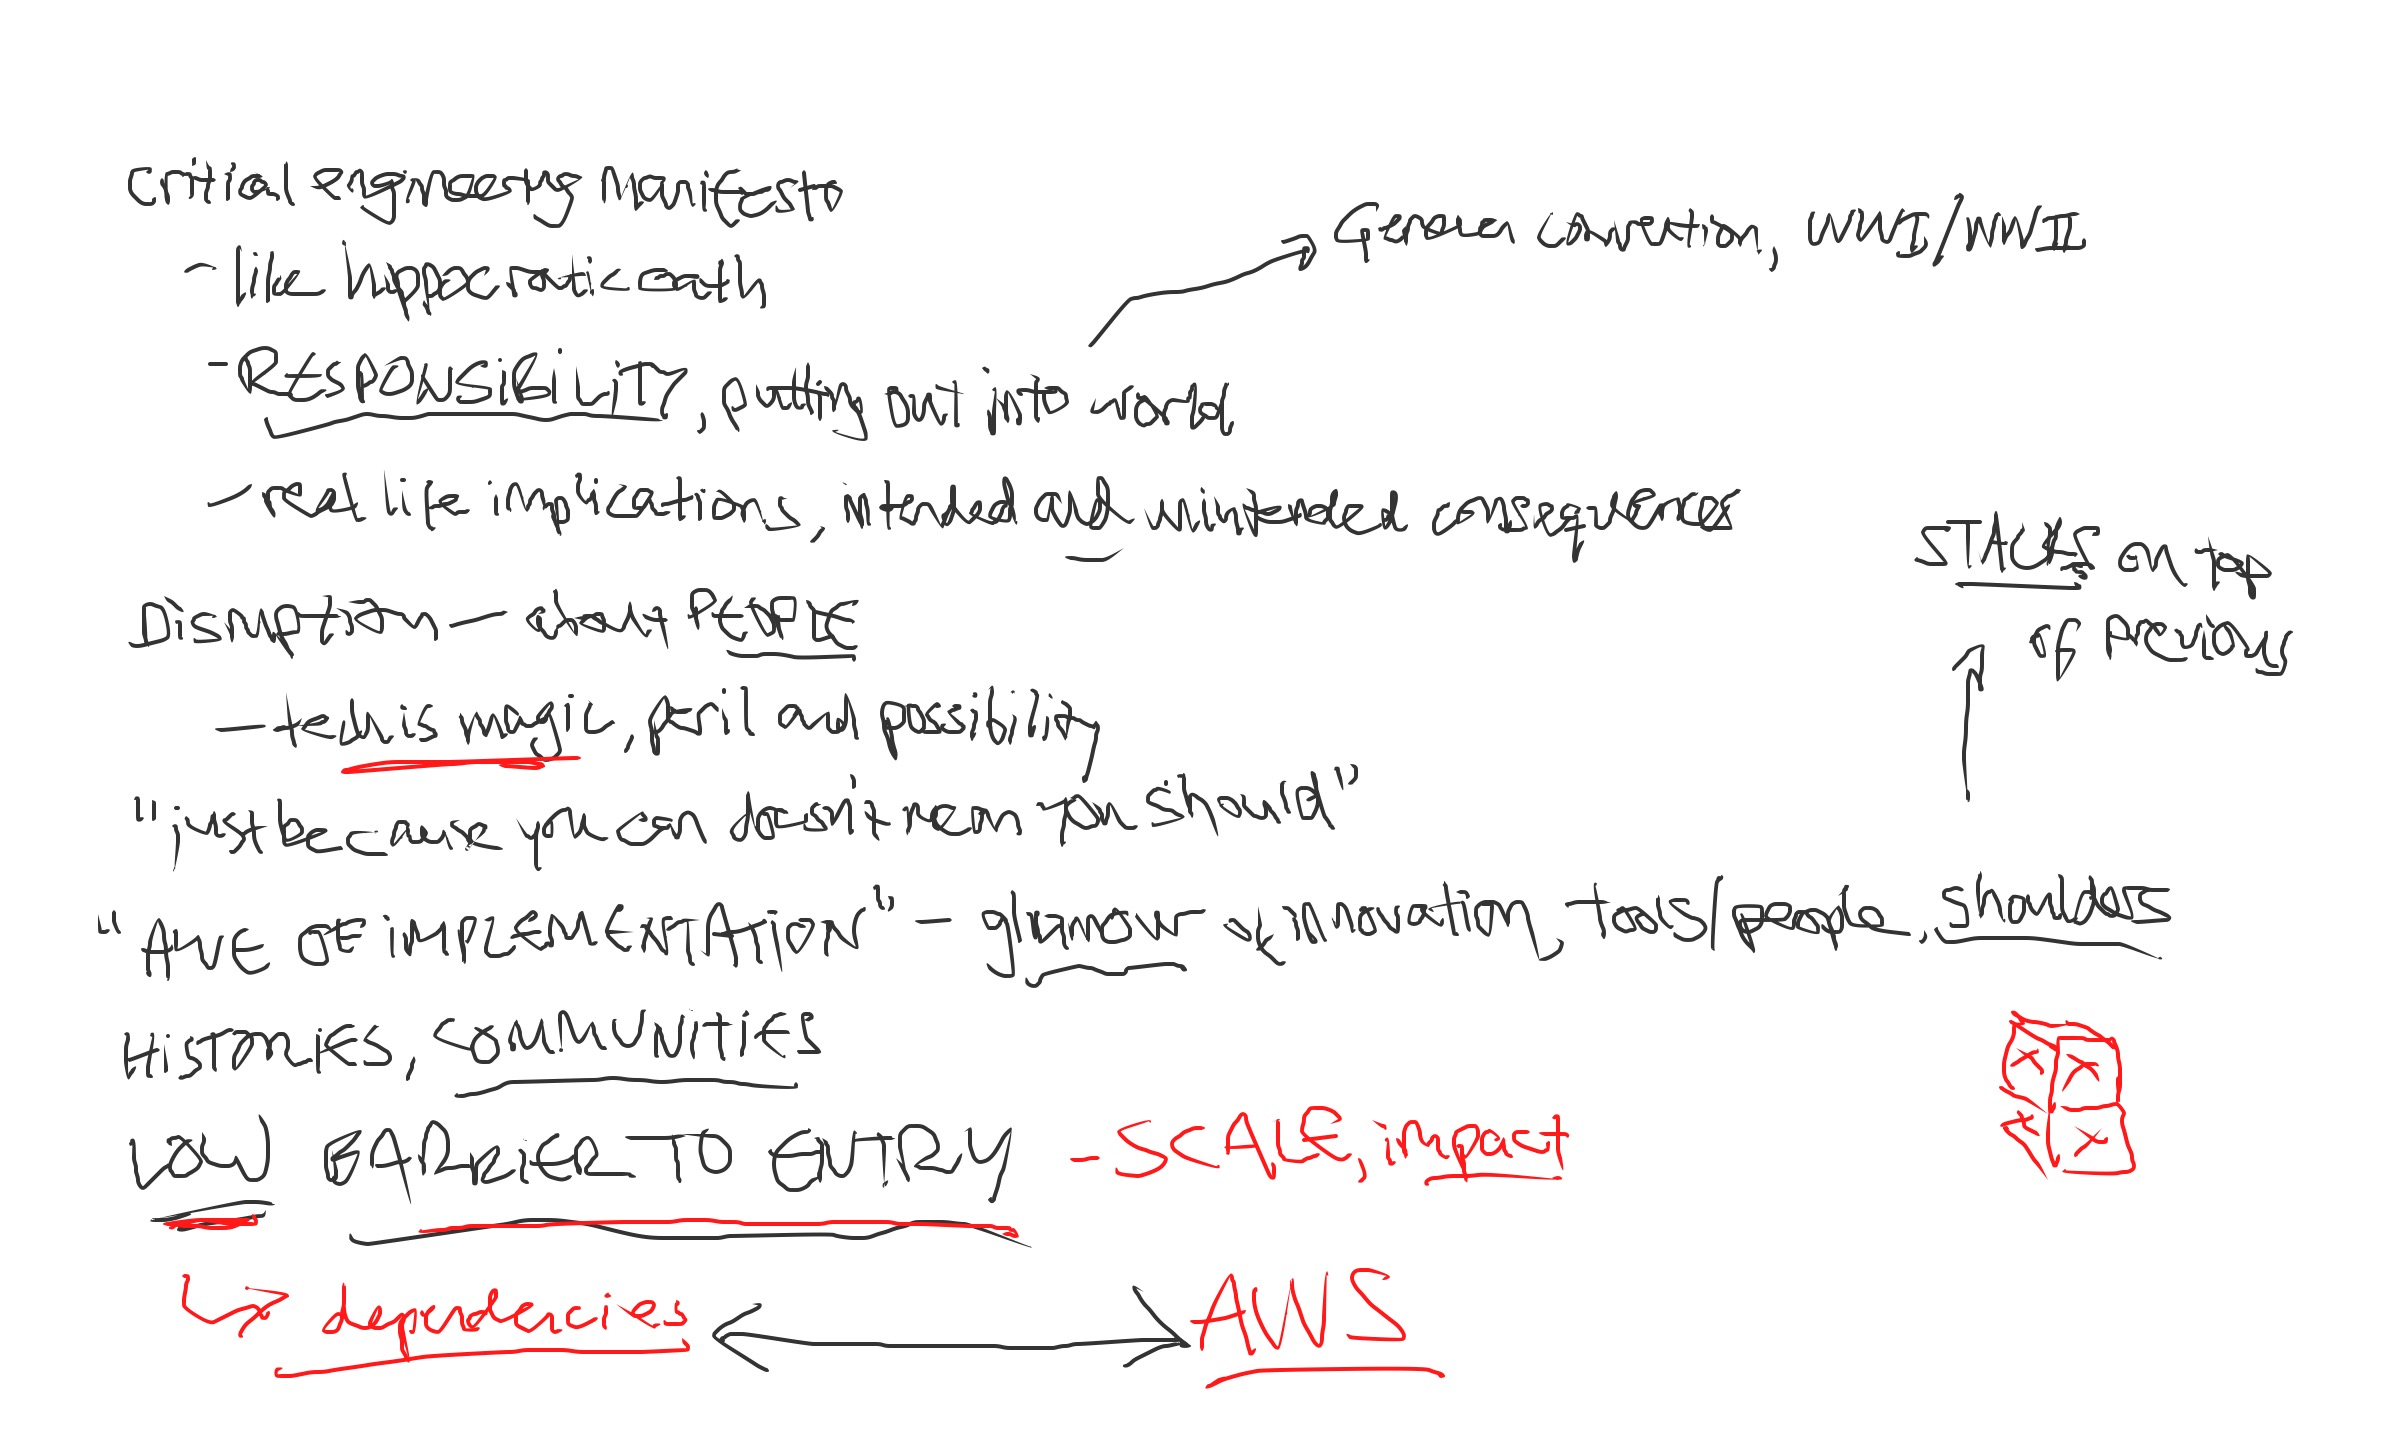 critical engineering manifesto
- like hippocratic oath
Geneva convention, WWI/WWII
- RESPONSIBILITY, putting out into world
- real life implications, intended and unintended consequences
STACKS on top
of previous
Disruption - about PEOPLE
- tech is magic, peril and possibility
"just because you can doesn't mean you should"
"AWE OF IMPLEMENTATION" - glamour of innovation, tools/people, shoulders
HISTORIES, COMMUNITIES
LOW BARRIER TO ENTRY - SCALE, impact
dependencies
AWS